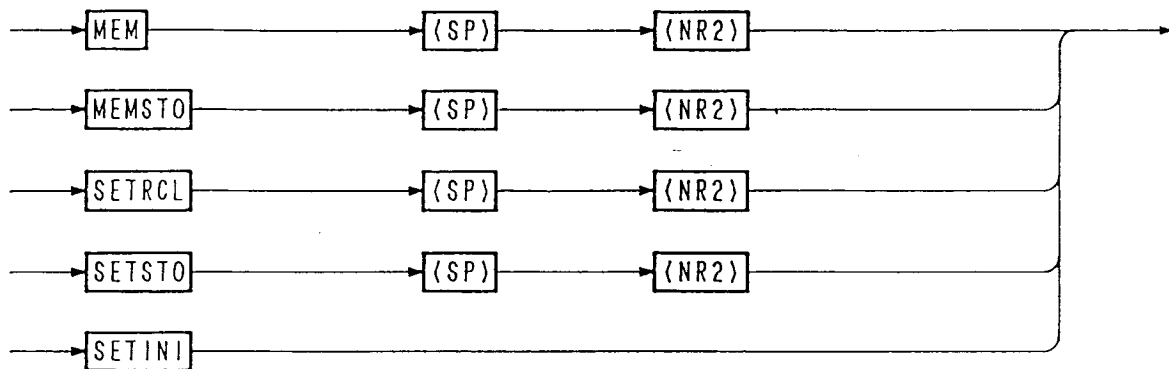 MEM ⟨SP⟩ ⟨NR2⟩
MEMSTO ⟨SP⟩ ⟨NR2⟩
SETRCL ⟨SP⟩ ⟨NR2⟩
SETSTO ⟨SP⟩ ⟨NR2⟩
SETINI